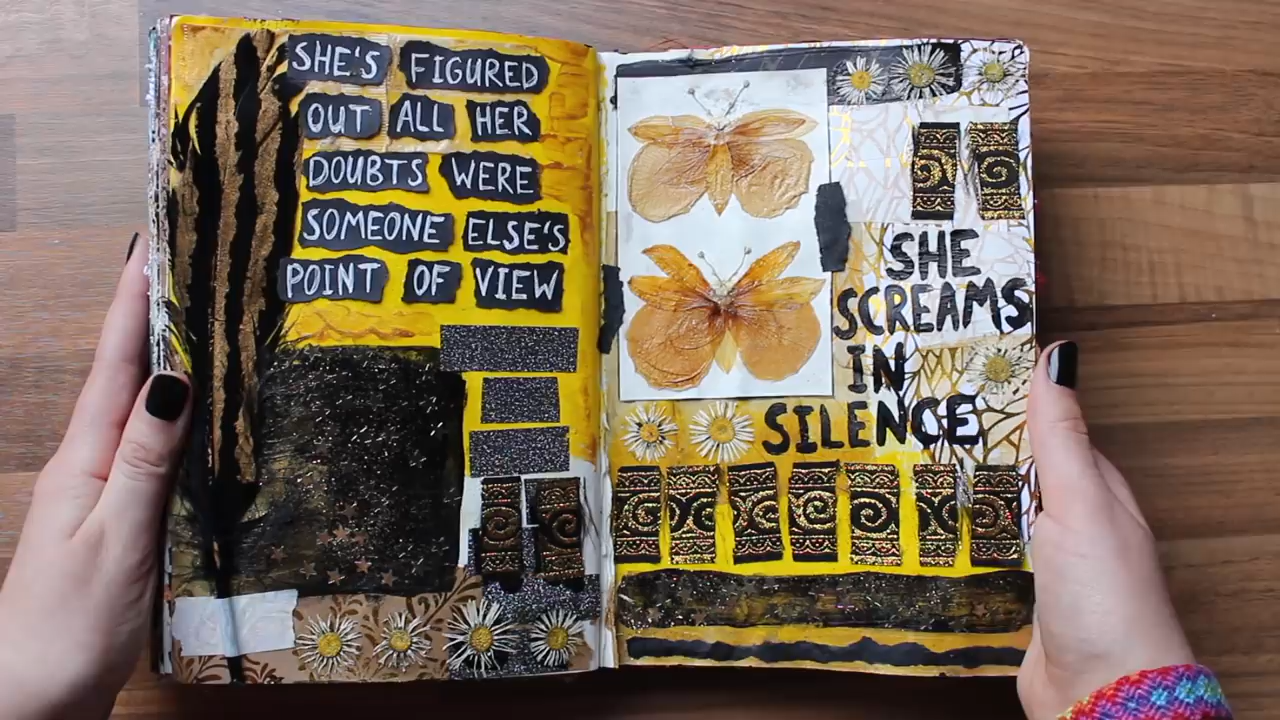 SHE'S FIGURED
OUT ALL HER
DOUBTS WERE
SOMEONE ELSE'S
POINT OF VIEW
SHE
SCREAMS
IN
SILENCE